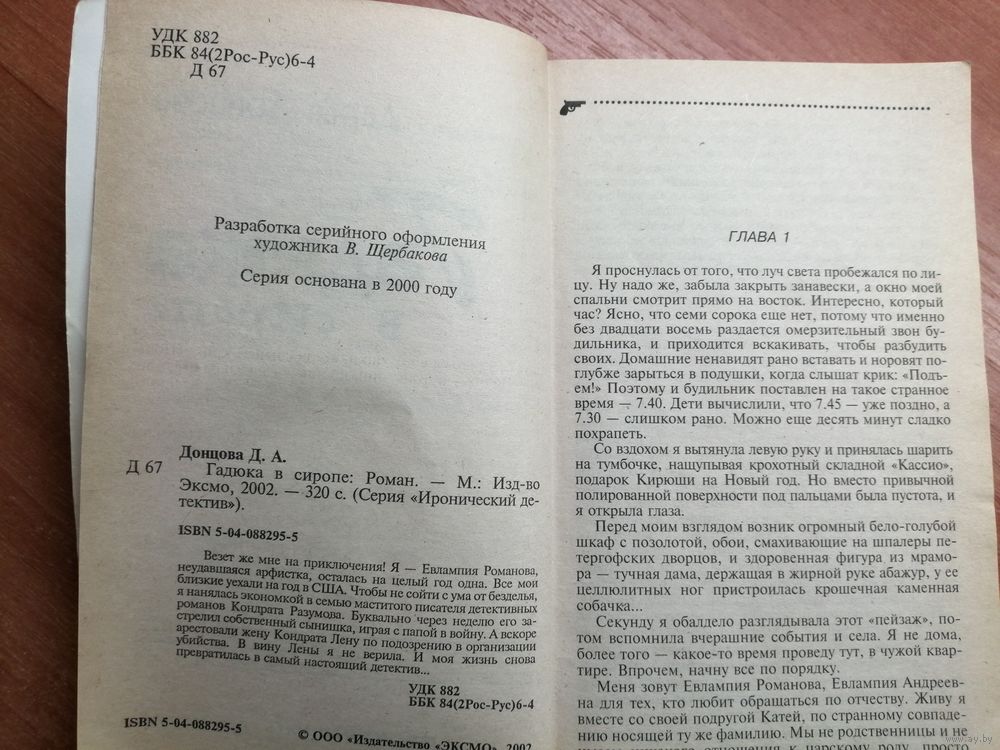 УДК 882
ББК 84(2Рос-Рус)6-4
Д 67
Разработка серийного оформления
художника В. Щербакова
Серия основана в 2000 году
Донцова Д. А.
Д 67 Гадюка в сиропе: Роман. — М.: Изд-во
Эксмо, 2002. — 320 с. (Серия «Иронический де-
тектив»).
ISBN 5-04-088295-5
Везет же мне на приключения! Я — Евлампия Романова,
неудавшаяся арфистка, осталась на целый год одна. Все мои
близкие уехали на год в США. Чтобы не сойти с ума от безделья,
я нанялась экономкой в семью маститого писателя детективных
романов Кондрата Разумова. Буквально через неделю его за-
стрелил собственный сынишка, играя с папой в войну. А вскоре
арестовали жену Кондрата Лену по подозрению в организации
убийства. В вину Лены я не верила. И моя жизнь снова
превратилась в самый настоящий детектив...
УДК 882
ББК 84(2Рос-Рус)6-4
ISBN 5-04-088295-5
© ООО «Издательство «ЭКСМО», 2002
ГЛАВА 1
Я проснулась от того, что луч света пробежался по ли-
цу. Ну надо же, забыла закрыть занавески, а окно моей
спальни смотрит прямо на восток. Интересно, который
час? Ясно, что семи сорока еще нет, потому что именно
без двадцати восемь раздается омерзительный звон бу-
дильника, и приходится вскакивать, чтобы разбудить
своих. Домашние ненавидят рано вставать и норовят по-
глубже зарыться в подушки, когда слышат крик: «Подъ-
ем!» Поэтому и будильник поставлен на такое странное
время — 7.40. Дети вычислили, что 7.45 — уже поздно, а
7.30 — слишком рано. Можно еще десять минут сладко
похрапеть.
Со вздохом я вытянула левую руку и принялась шарить
на тумбочке, нащупывая крохотный складной «Кассио»,
подарок Кирюши на Новый год. Но вместо привычной
полированной поверхности под пальцами была пустота, и
я открыла глаза.
Перед моим взглядом возник огромный бело-голубой
шкаф с позолотой, обои, смахивающие на шпалеры пе-
тергофских дворцов, и здоровенная фигура из мрамо-
ра — тучная дама, держащая в жирной руке абажур, у ее
целлюлитных ног пристроилась крошечная каменная
собачка...
Секунду я обалдело разглядывала этот «пейзаж», по-
том вспомнила вчерашние события и села. Я не дома,
более того — какое-то время проведу тут, в чужой квар-
тире. Впрочем, начну все по порядку.
Меня зовут Евлампия Романова, Евлампия Андреев-
на для тех, кто любит обращаться по отчеству. Живу я
вместе со своей подругой Катей, по странному совпаде-
нию носящей ту же фамилию. Мы не родственницы и не
отношения к царскому роду, просто
www.ay.by